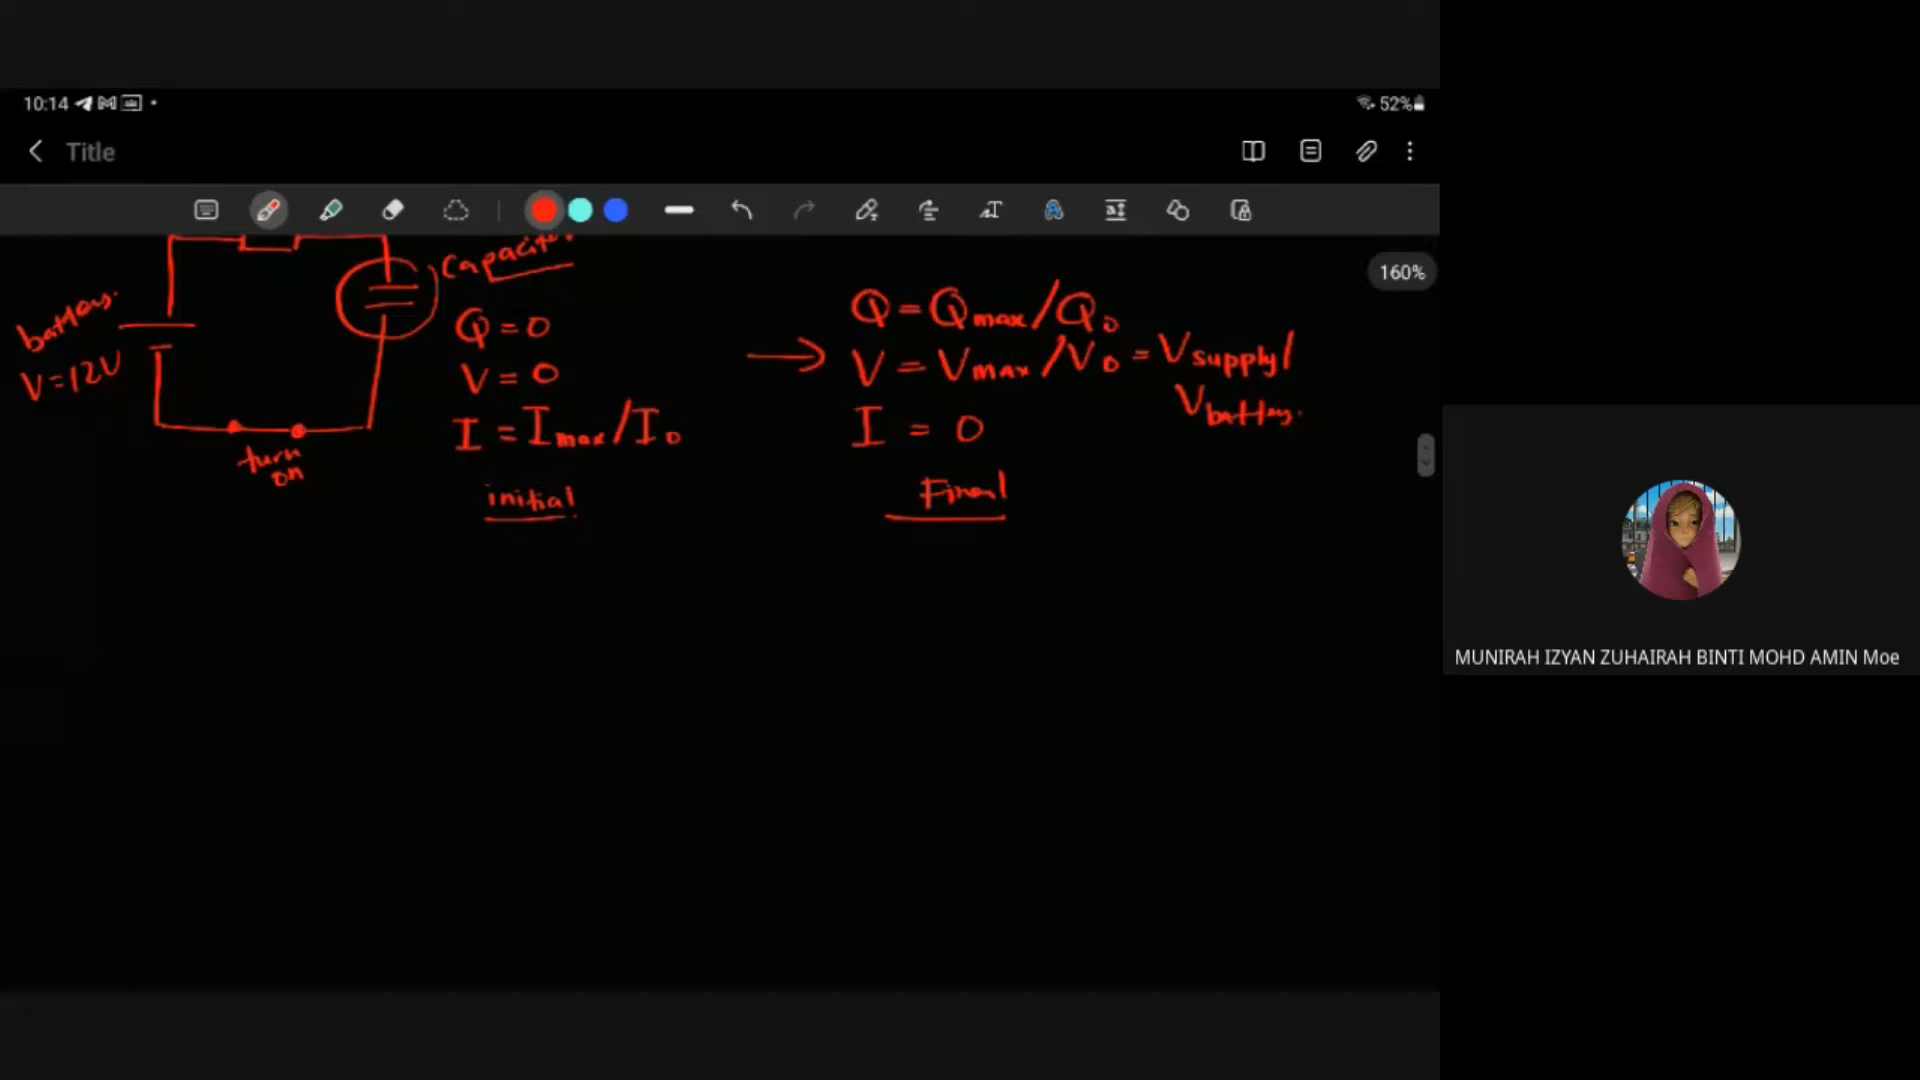 10:14
52%
Title
160%
Capacitor
battery
V=12V
turn
on
Q = 0
V = 0
I = Imax/I0
initial
Q = Qmax/Q0
V = Vmax/V0 = Vsupply/
Vbattery
I = 0
Final
MUNIRAH IZYAN ZUHAIRAH BINTI MOHD AMIN Moe